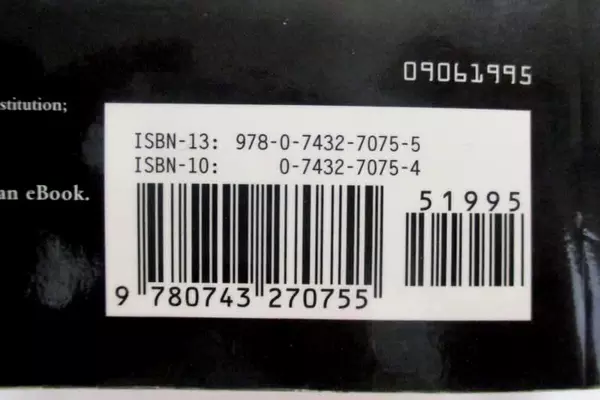 09061995
stitution;
ISBN-13: 978-0-7432-7075-5
ISBN-10: 0-7432-7075-4
an eBook.
51995
9 780743 270755